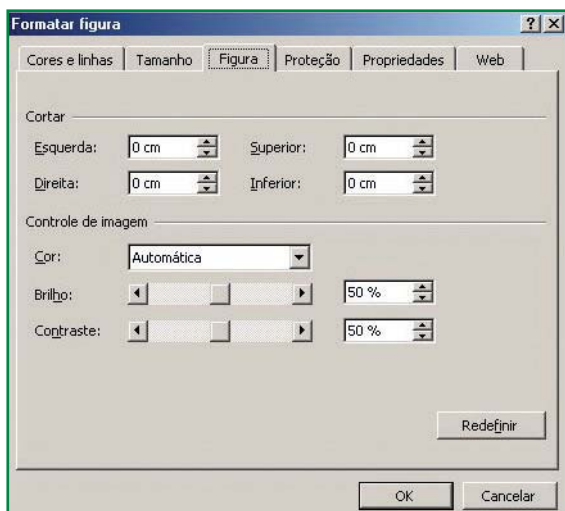 Formatar figura
Cores e linhas Tamanho Figura Proteção Propriedades Web
Cortar
Esquerda: 0 cm Superior: 0 cm
Direita: 0 cm Inferior: 0 cm
Controle de imagem
Cor: Automática
Brilho: 50 %
Contraste: 50 %
Redefinir
OK Cancelar